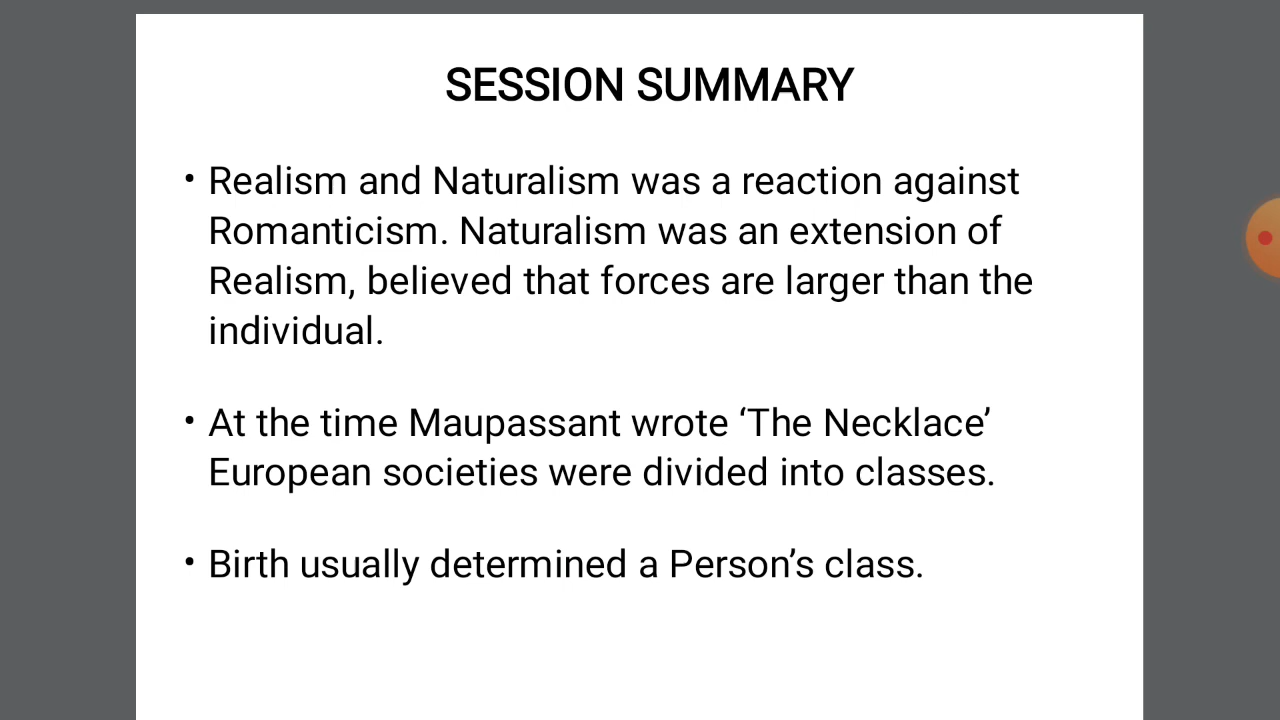 SESSION SUMMARY
• Realism and Naturalism was a reaction against
Romanticism. Naturalism was an extension of
Realism, believed that forces are larger than the
individual.
• At the time Maupassant wrote ‘The Necklace’
European societies were divided into classes.
• Birth usually determined a Person’s class.